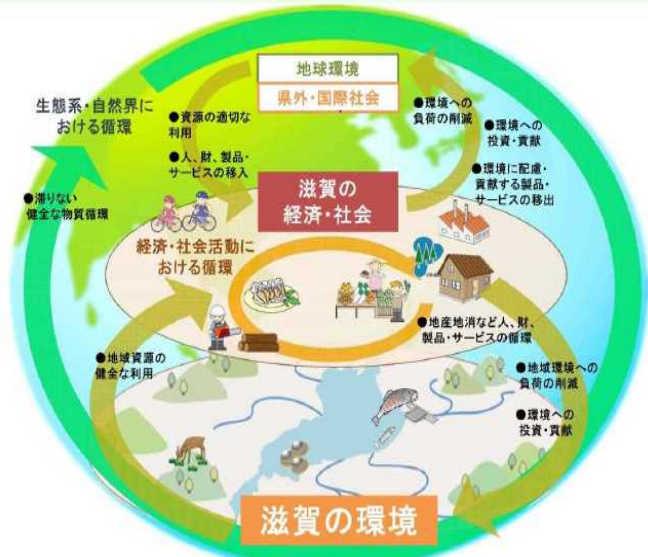 地球環境
県外・国際社会
生態系・自然界に
おける循環
●資源の適切な
利用
●人、財、製品・
サービスの移入
●環境への
負荷の削減
●環境への
投資・貢献
●環境に配慮・
貢献する製品・
サービスの移出
●滞りない
健全な物質循環
滋賀の
経済・社会
経済・社会活動に
おける循環
●地産地消など人、財、
製品・サービスの循環
●地域資源の
健全な利用
●地域環境への
負荷の削減
●環境への
投資・貢献
滋賀の環境